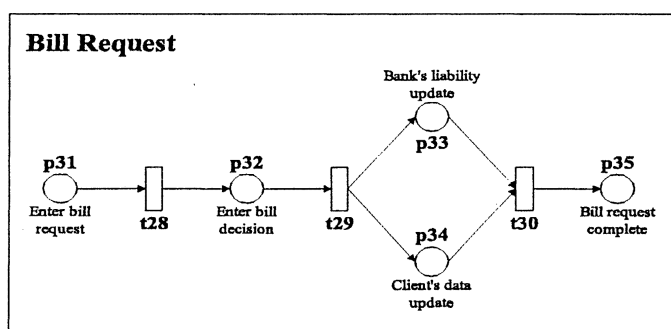 Bill Request
Bank's liability
update
p33
p31
Enter bill
request
t28
p32
Enter bill
decision
t29
p34
Client's data
update
t30
p35
Bill request
complete